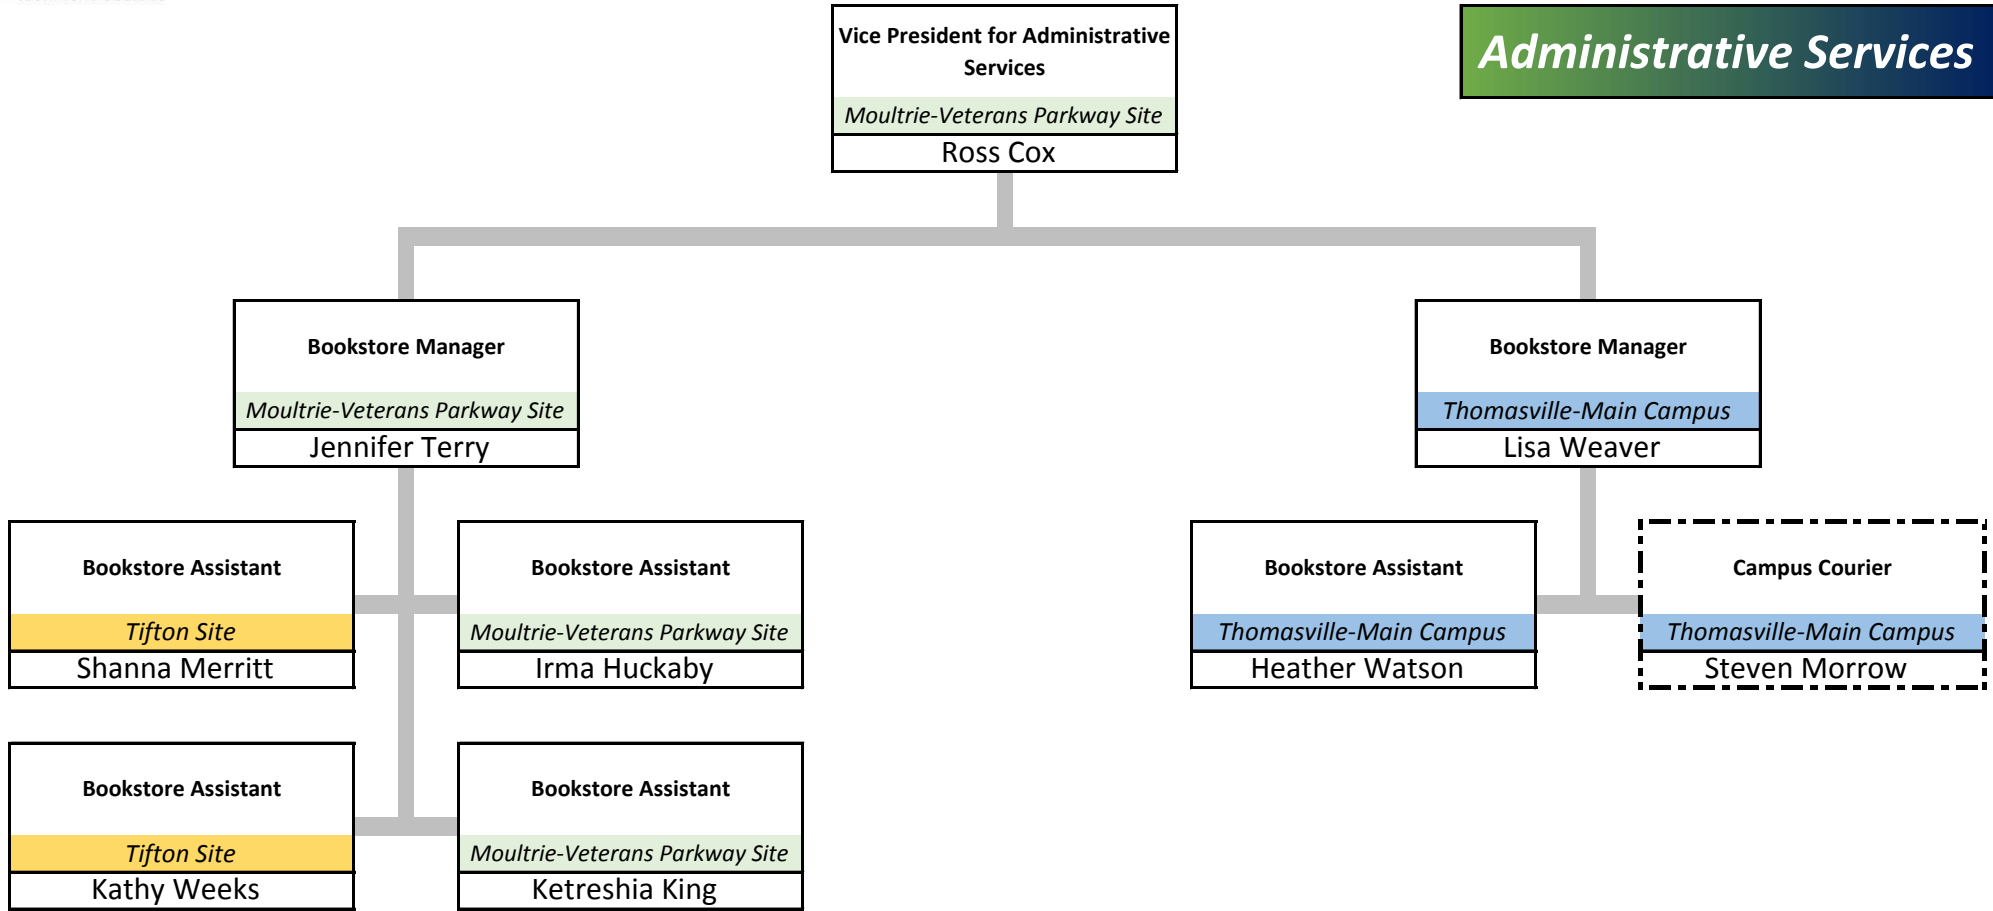 Administrative Services
Vice President for Administrative
Services
Moultrie-Veterans Parkway Site
Ross Cox
Bookstore Manager
Moultrie-Veterans Parkway Site
Jennifer Terry
Bookstore Manager
Thomasville-Main Campus
Lisa Weaver
Bookstore Assistant
Tifton Site
Shanna Merritt
Bookstore Assistant
Moultrie-Veterans Parkway Site
Irma Huckaby
Bookstore Assistant
Thomasville-Main Campus
Heather Watson
Campus Courier
Thomasville-Main Campus
Steven Morrow
Bookstore Assistant
Tifton Site
Kathy Weeks
Bookstore Assistant
Moultrie-Veterans Parkway Site
Ketreshia King